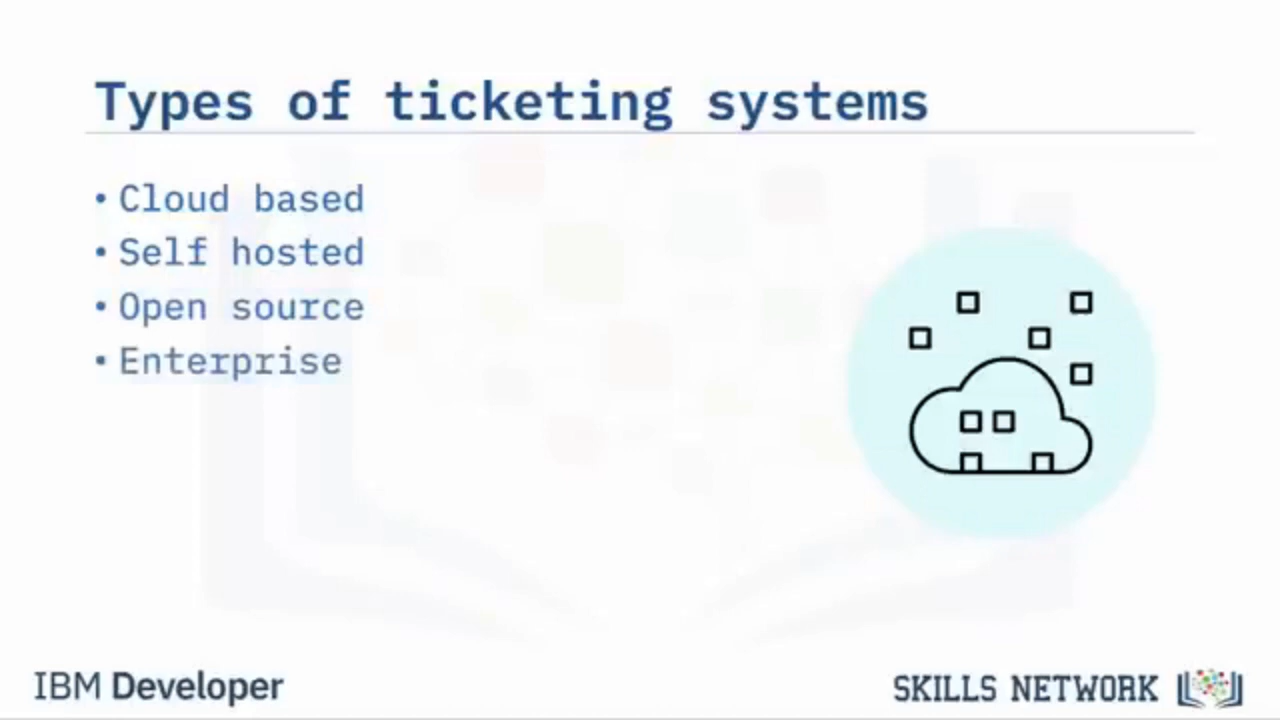 Types of ticketing systems
• Cloud based
• Self hosted
• Open source
• Enterprise
IBM Developer
SKILLS NETWORK